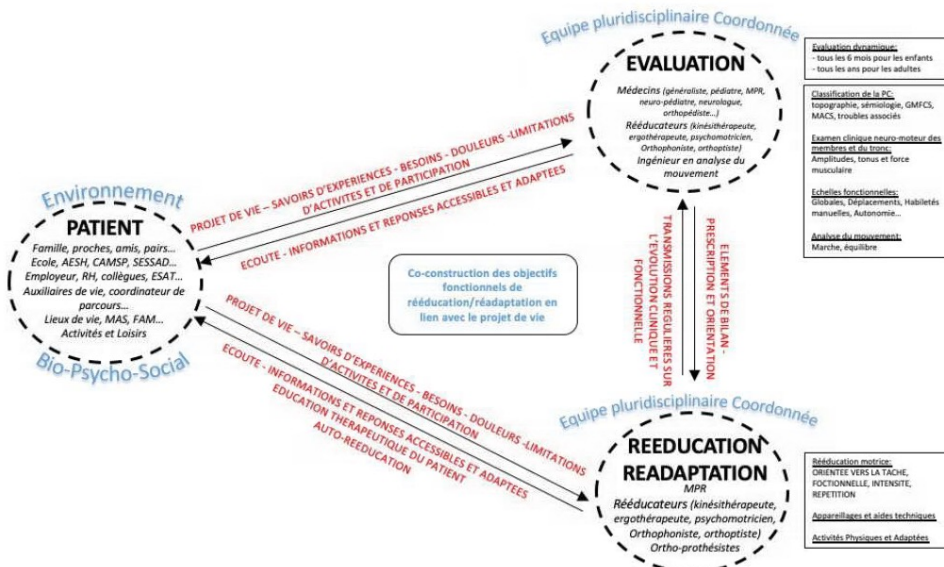 Equipe pluridisciplinaire Coordonnée
EVALUATION
Médecins (généraliste, pédiatre, MPR,
neuro-pédiatre, neurologue,
orthopédiste...)
Rééducateurs (kinésithérapeute,
ergothérapeute, psychomotricien,
Orthophoniste, orthoptiste)
Ingénieur en analyse du
mouvement
Evaluation dynamique:
- tous les 6 mois pour les enfants
- tous les ans pour les adultes
Classification de la PC:
topographie, sémiologie, GMFCS,
MACS, troubles associés
Examen clinique neuro-moteur des
membres et du tronc:
Amplitudes, tonus et force
musculaire
Echelles fonctionnelles:
Globales, Déplacements, Habiletés
manuelles, Autonomie...
Analyse du mouvement:
Marche, équilibre
PROJET DE VIE – SAVOIRS D'EXPERIENCES - BESOINS - DOULEURS -LIMITATIONS
D'ACTIVITES ET DE PARTICIPATION
ECOUTE - INFORMATIONS ET REPONSES ACCESSIBLES ET ADAPTEES
Environnement
PATIENT
Famille, proches, amis, pairs...
Ecole, AESH, CAMSP, SESSAD...
Employeur, RH, collègues, ESAT...
Auxiliaires de vie, coordinateur de
parcours...
Lieux de vie, MAS, FAM...
Activités et Loisirs
Bio-Psycho-Social
Co-construction des objectifs
fonctionnels de
rééducation/réadaptation en
lien avec le projet de vie
TRANSMISSIONS REGULIERES SUR
L'EVOLUTION CLINIQUE ET
FONCTIONNELLE
ELEMENTS DE BILAN -
PRESCRIPTION ET ORIENTATION
PROJET DE VIE – SAVOIRS D'EXPERIENCES - BESOINS - DOULEURS -LIMITATIONS
D'ACTIVITES ET DE PARTICIPATION
ECOUTE - INFORMATIONS ET REPONSES ACCESSIBLES ET ADAPTEES
EDUCATION THERAPEUTIQUE DU PATIENT
AUTO-REEDUCATION
Equipe pluridisciplinaire Coordonnée
REEDUCATION
READAPTATION
MPR
Rééducateurs (kinésithérapeute,
ergothérapeute, psychomotricien,
Orthophoniste, orthoptiste)
Ortho-prothésistes
Rééducation motrice:
ORIENTEE VERS LA TACHE,
FOCTIONNELLE, INTENSITE,
REPETITION
Appareillages et aides techniques
Activités Physiques et Adaptées